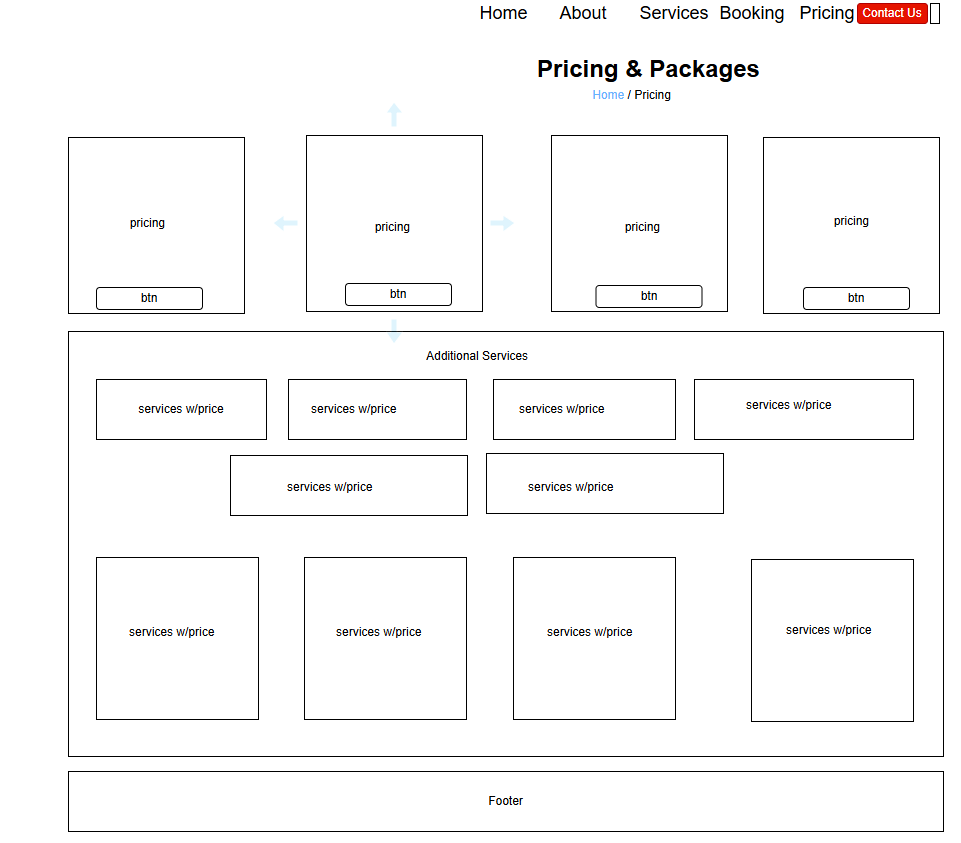 Home About Services Booking Pricing Contact Us
Pricing & Packages
Home / Pricing
pricing pricing pricing pricing
btn btn btn btn
Additional Services
services w/price services w/price services w/price services w/price
services w/price services w/price
services w/price services w/price services w/price services w/price
Footer